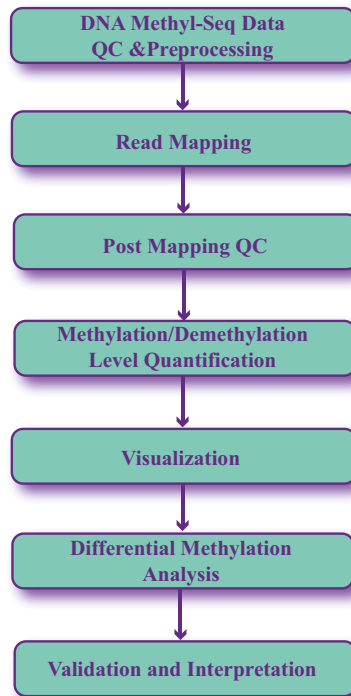 DNA Methyl-Seq Data
QC &Preprocessing
Read Mapping
Post Mapping QC
Methylation/Demethylation
Level Quantification
Visualization
Differential Methylation
Analysis
Validation and Interpretation